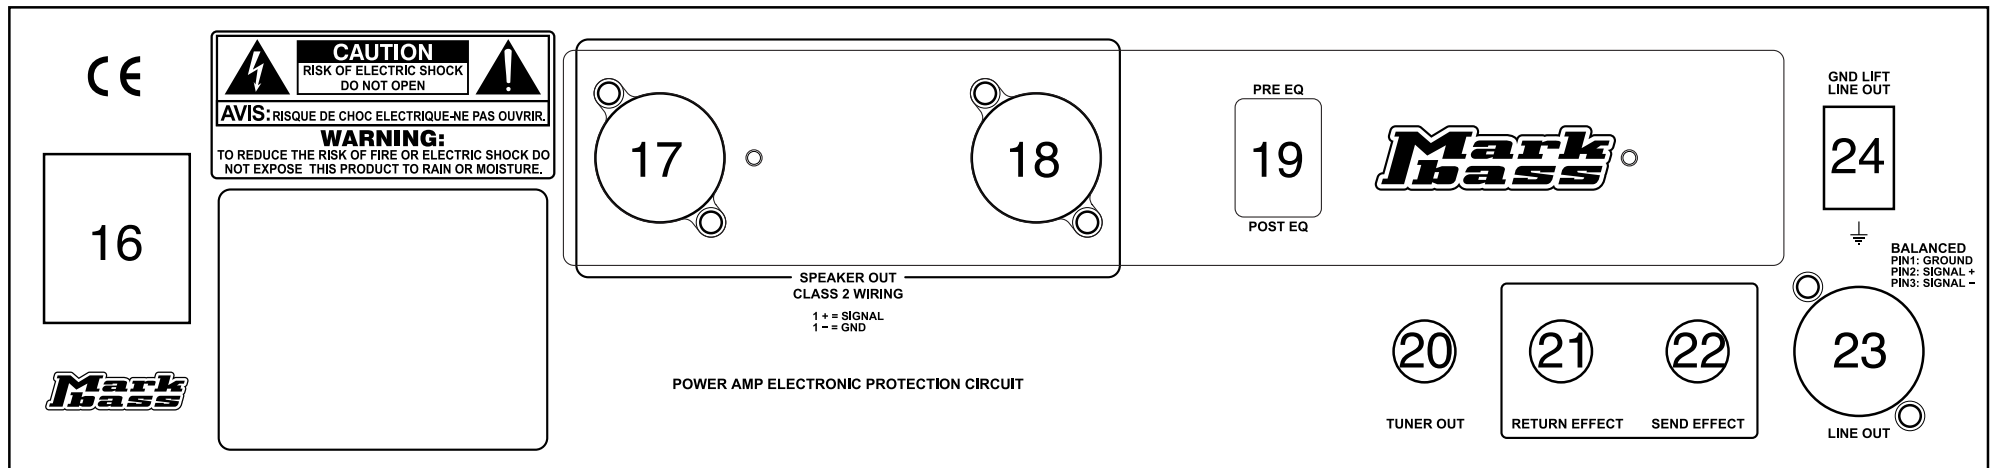 CE
CAUTION
RISK OF ELECTRIC SHOCK
DO NOT OPEN
AVIS: RISQUE DE CHOC ELECTRIQUE-NE PAS OUVRIR.
WARNING:
TO REDUCE THE RISK OF FIRE OR ELECTRIC SHOCK DO
NOT EXPOSE THIS PRODUCT TO RAIN OR MOISTURE.
16
Mark
bass
17
18
SPEAKER OUT
CLASS 2 WIRING
1 + = SIGNAL
1 − = GND
POWER AMP ELECTRONIC PROTECTION CIRCUIT
PRE EQ
19
POST EQ
Mark
bass
GND LIFT
LINE OUT
24
BALANCED
PIN1: GROUND
PIN2: SIGNAL +
PIN3: SIGNAL −
20
TUNER OUT
21
RETURN EFFECT
22
SEND EFFECT
23
LINE OUT